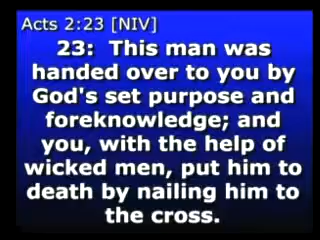 Acts 2:23 [NIV]
23:  This man was
handed over to you by
God's set purpose and
foreknowledge; and
you, with the help of
wicked men, put him to
death by nailing him to
the cross.